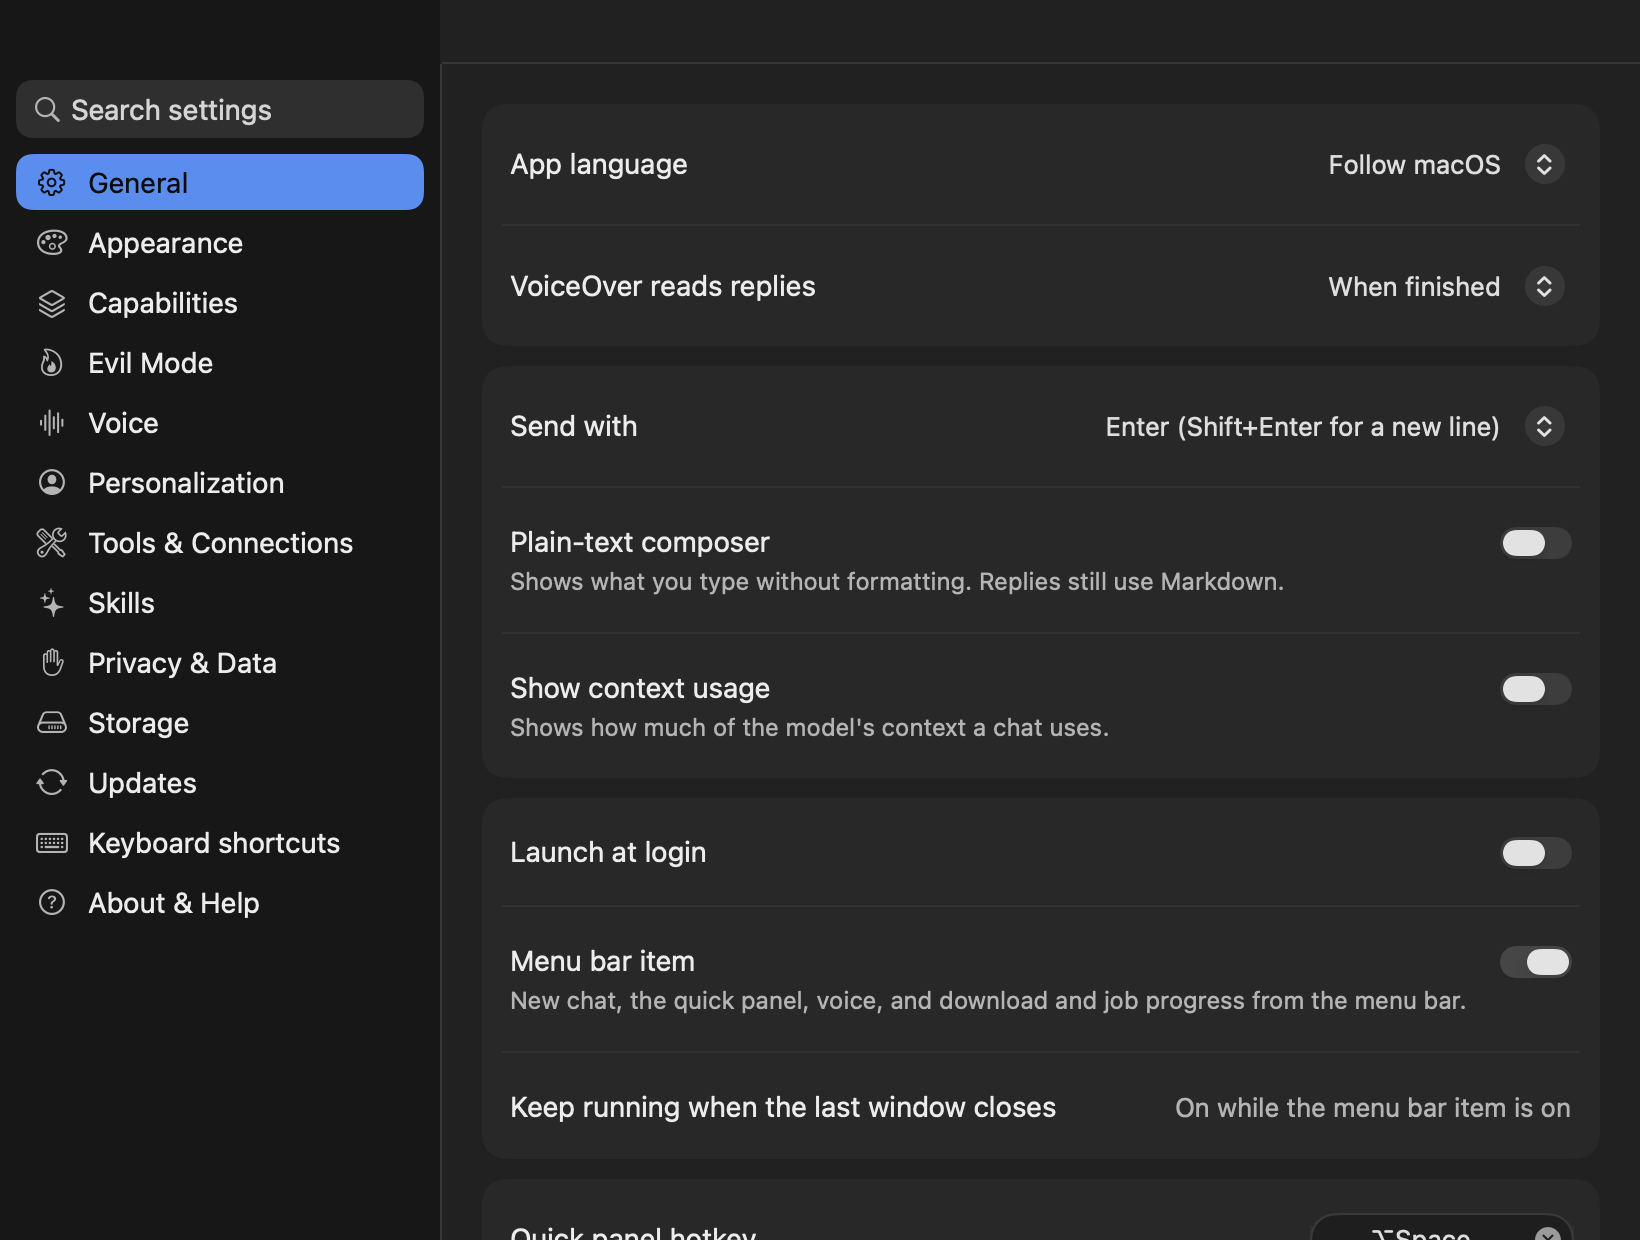 Search settings
General
Appearance
Capabilities
Evil Mode
Voice
Personalization
Tools & Connections
Skills
Privacy & Data
Storage
Updates
Keyboard shortcuts
About & Help
App language
Follow macOS
VoiceOver reads replies
When finished
Send with
Enter (Shift+Enter for a new line)
Plain-text composer
Shows what you type without formatting. Replies still use Markdown.
Show context usage
Shows how much of the model's context a chat uses.
Launch at login
Menu bar item
New chat, the quick panel, voice, and download and job progress from the menu bar.
Keep running when the last window closes
On while the menu bar item is on
Quick panel hotkey
⌥Space